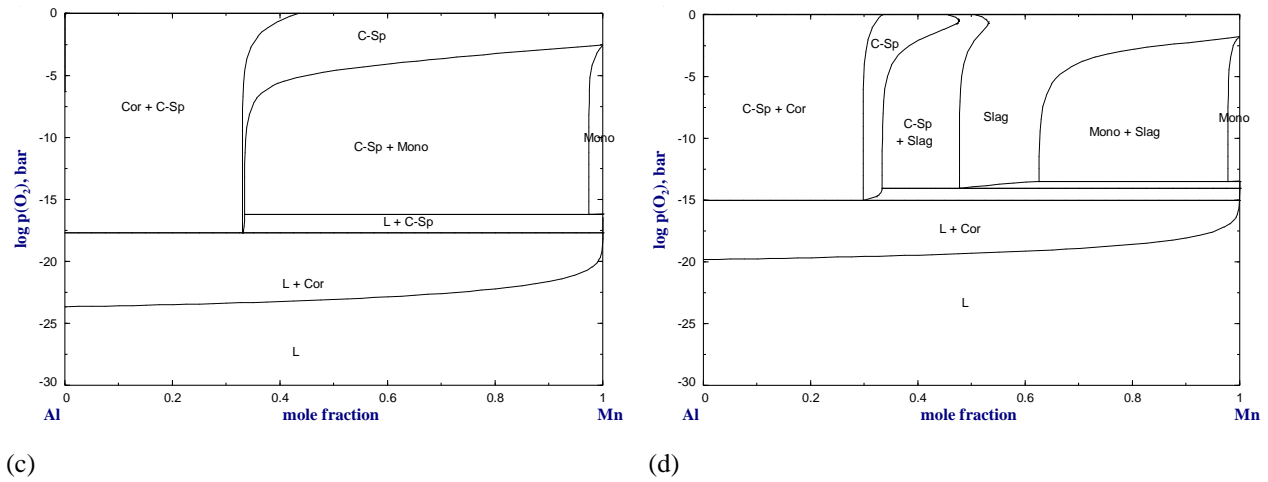 0
-5
-10
-15
-20
-25
-30
log p(O2), bar
C-Sp
Cor + C-Sp
C-Sp + Mono
Mono
L + C-Sp
L + Cor
L
0 0.2 0.4 0.6 0.8 1
Al mole fraction Mn
(c)
0
-5
-10
-15
-20
-25
-30
log p(O2), bar
C-Sp
C-Sp + Cor
C-Sp
+ Slag
Slag
Mono + Slag
Mono
L + Cor
L
0 0.2 0.4 0.6 0.8 1
Al mole fraction Mn
(d)